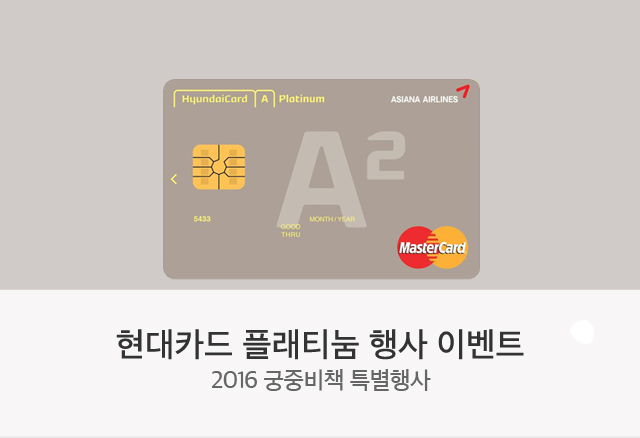 HyundaiCard A Platinum
ASIANA AIRLINES
A2
5433
MONTH / YEAR
GOOD
THRU
MasterCard
현대카드 플래티눔 행사 이벤트
2016 궁중비책 특별행사